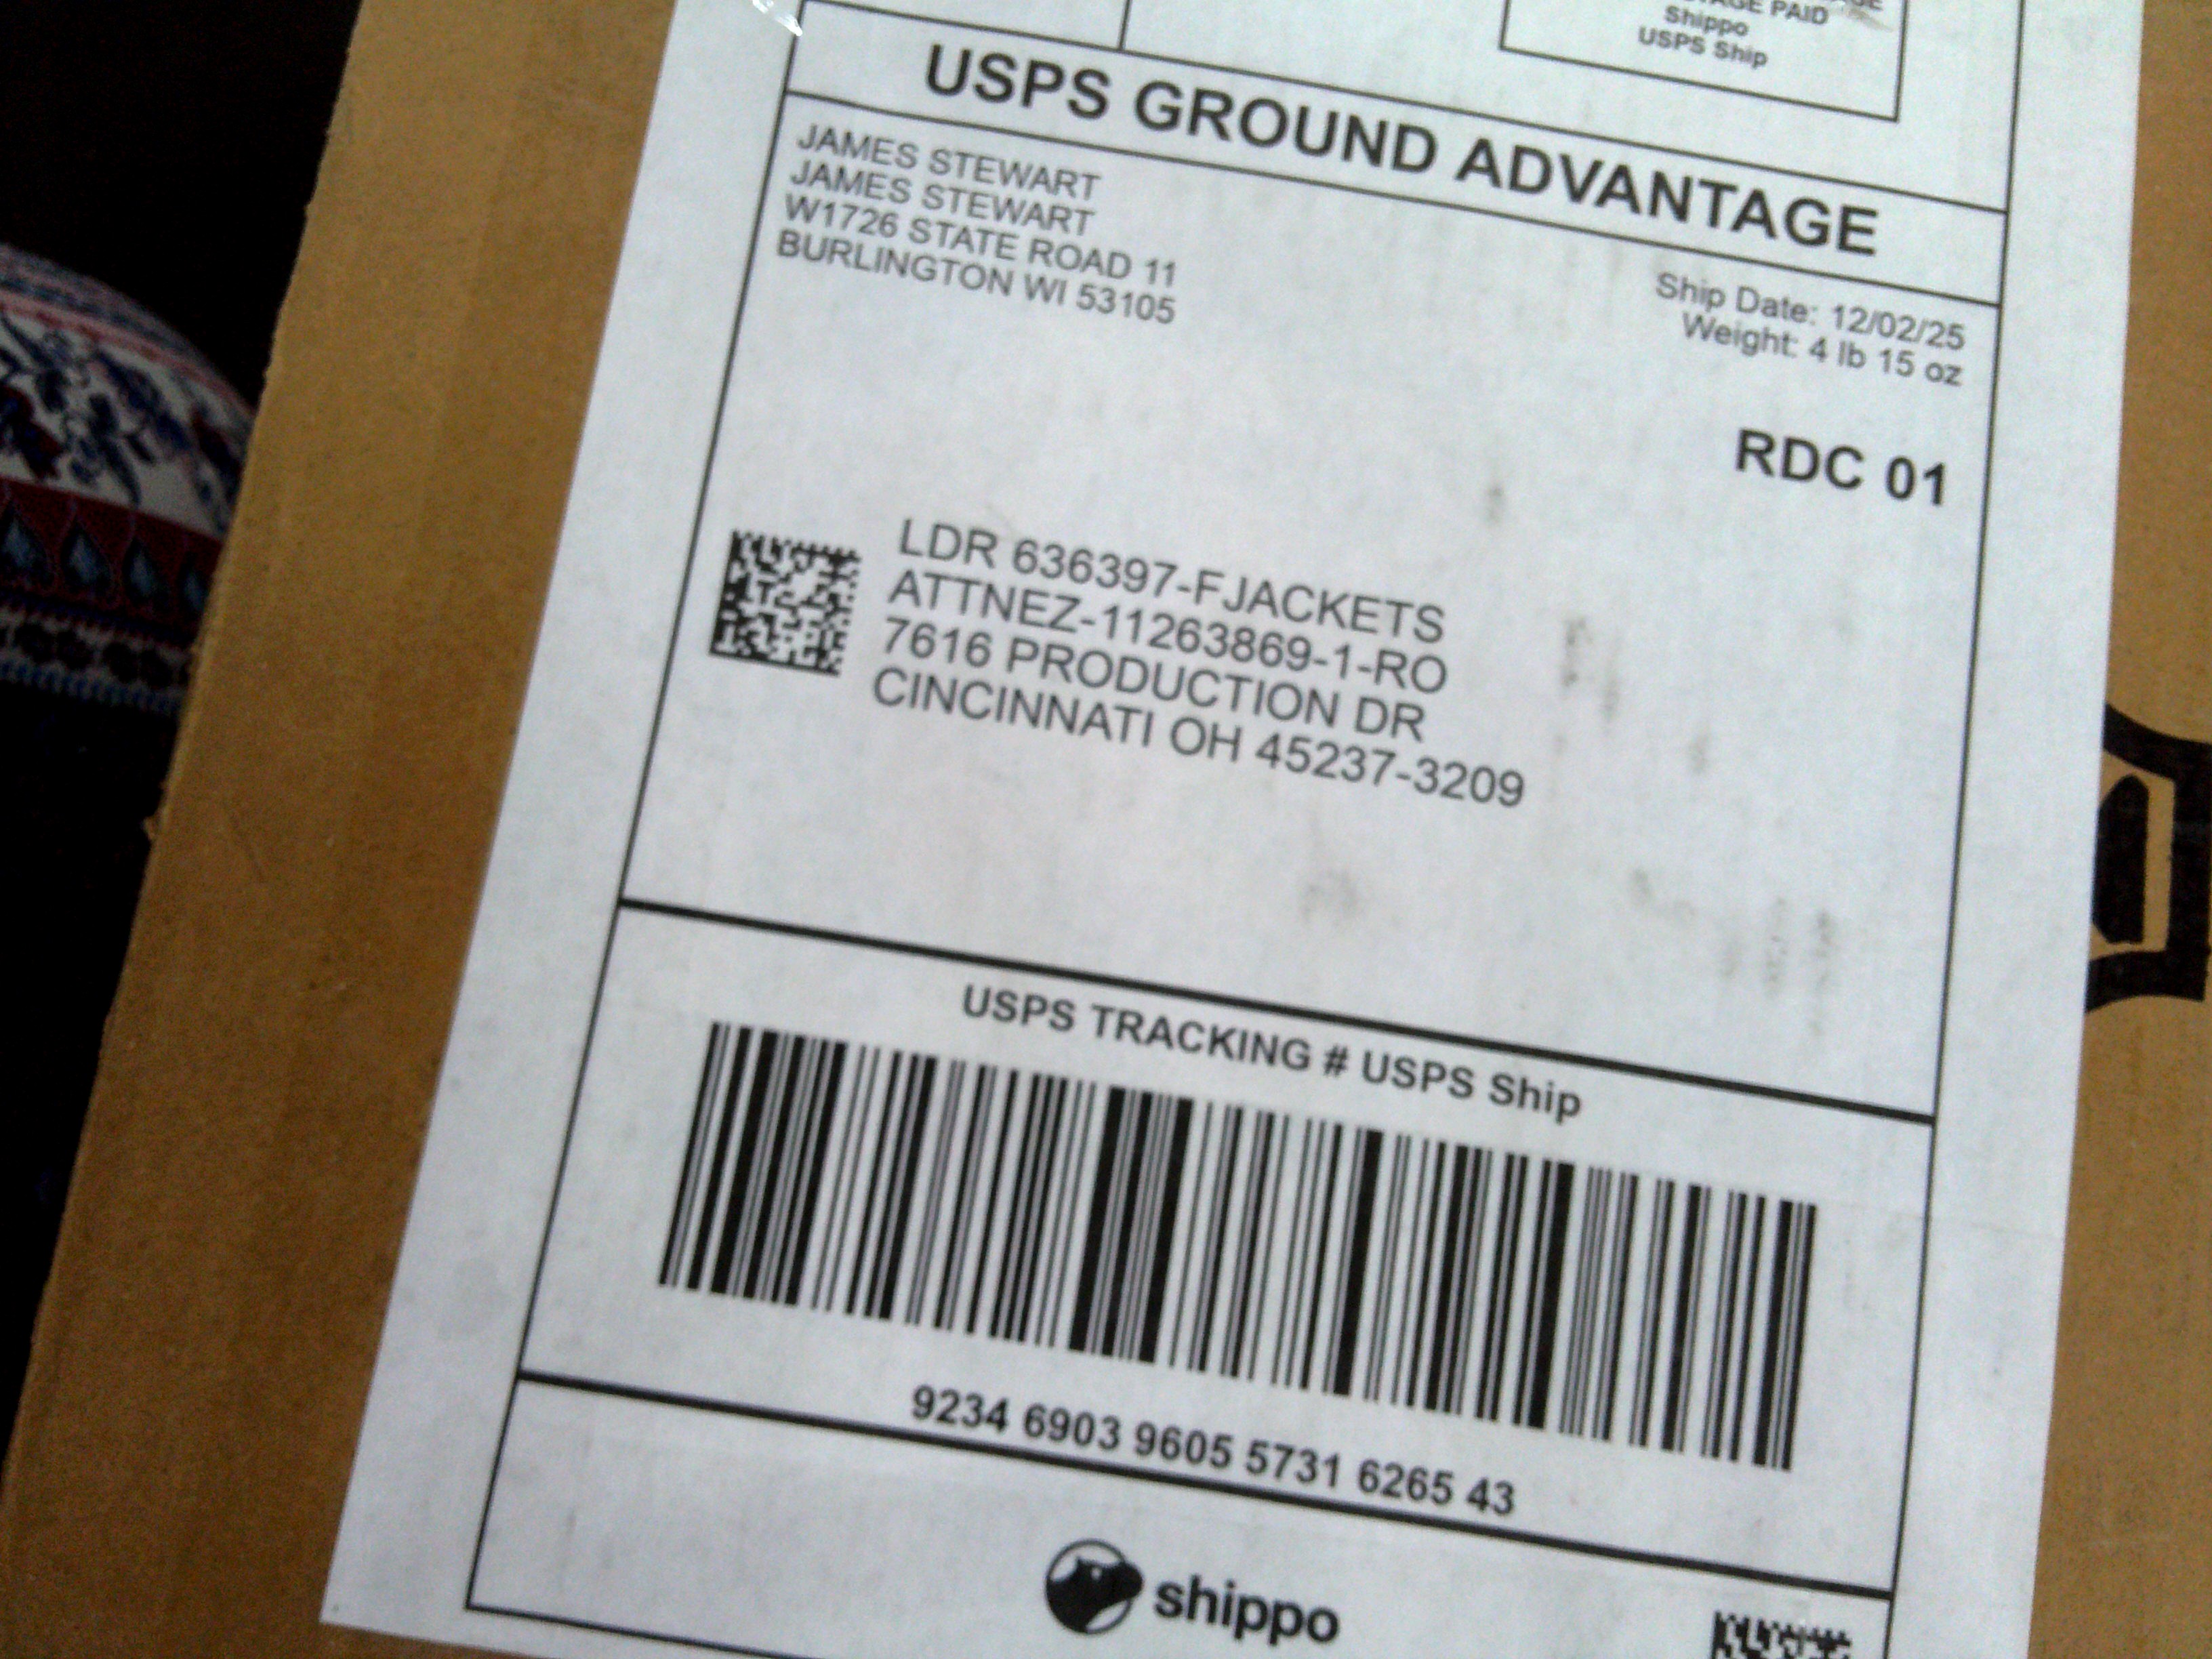 PAID
Shippo
USPS Ship
USPS GROUND ADVANTAGE
JAMES STEWART
JAMES STEWART
W1726 STATE ROAD 11
BURLINGTON WI 53105
Ship Date: 12/02/25
Weight: 4 lb 15 oz
RDC 01
LDR 636397-FJACKETS
ATTNEZ-11263869-1-RO
7616 PRODUCTION DR
CINCINNATI OH 45237-3209
USPS TRACKING # USPS Ship
9234 6903 9605 5731 6265 43
shippo